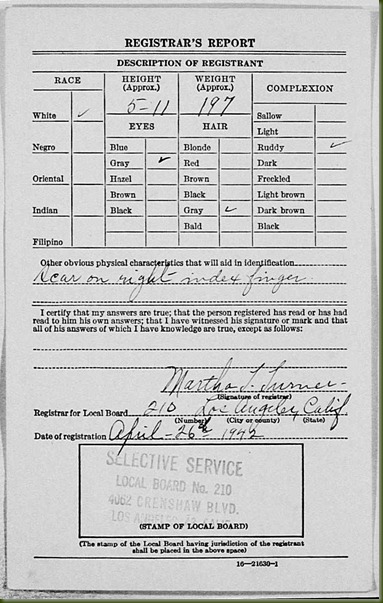 REGISTRAR'S REPORT
DESCRIPTION OF REGISTRANT
RACE
HEIGHT (Approx.)
WEIGHT (Approx.)
COMPLEXION
5-11
197
White ✓
EYES
HAIR
Sallow
Light
Negro
Blue
Blonde
Ruddy ✓
Gray ✓
Red
Dark
Oriental
Hazel
Brown
Freckled
Brown
Black
Light brown
Indian
Black
Gray ✓
Dark brown
Bald
Black
Filipino
Other obvious physical characteristics that will aid in identification
Scar on right index finger
I certify that my answers are true; that the person registered has read or has had
read to him his own answers; that I have witnessed his signature or mark and that
all of his answers of which I have knowledge are true, except as follows:
Martha Turner
(Signature of registrar)
Registrar for Local Board 210 Los Angeles, Calif.
(Number) (City or county) (State)
Date of registration April - 26th 1942
SELECTIVE SERVICE
LOCAL BOARD No. 210
4062 CRENSHAW BLVD.
LOS ANGELES
(STAMP OF LOCAL BOARD)
(The stamp of the Local Board having jurisdiction of the registrant
shall be placed in the above space)
16—21630-1